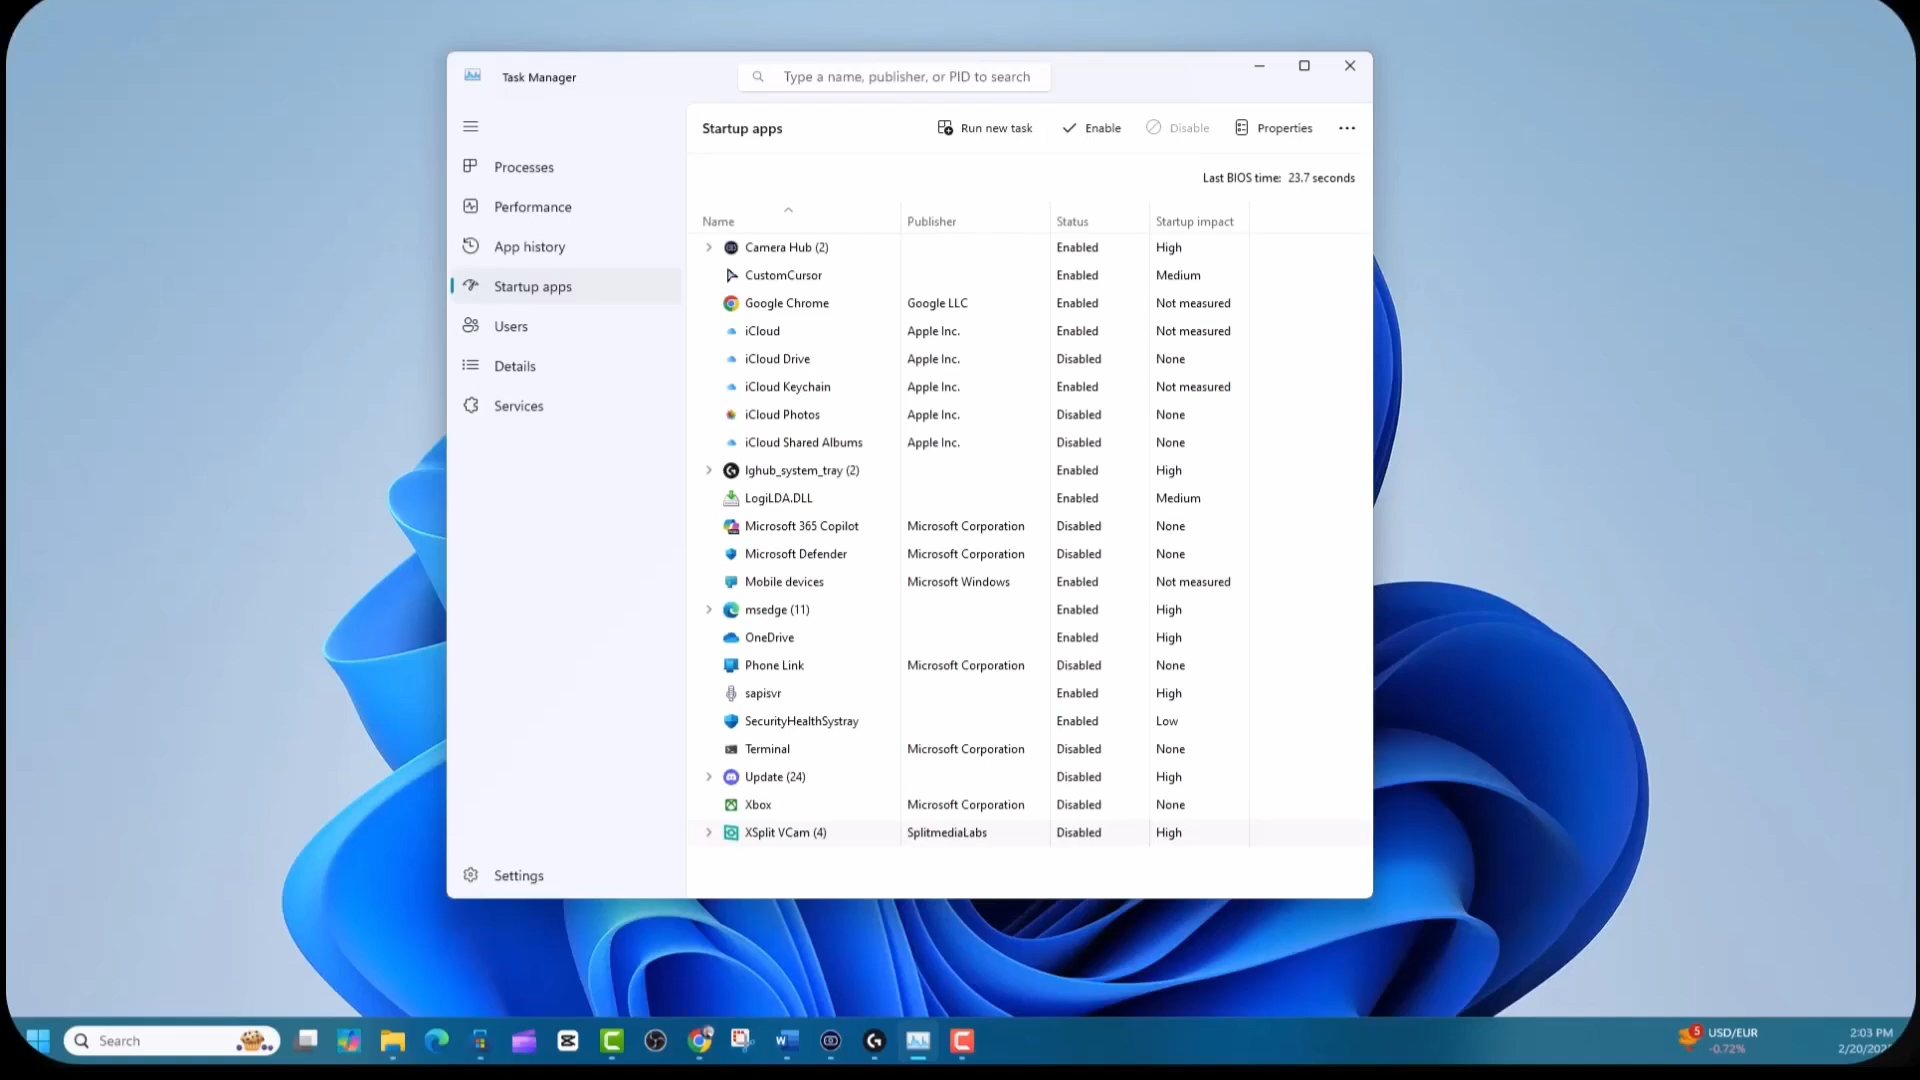 Task Manager
Type a name, publisher, or PID to search
Startup apps
Run new task
Enable
Disable
Properties
Processes
Performance
App history
Startup apps
Users
Details
Services
Settings
Last BIOS time: 23.7 seconds
Name Publisher Status Startup impact
Camera Hub (2) Enabled High
CustomCursor Enabled Medium
Google Chrome Google LLC Enabled Not measured
iCloud Apple Inc. Enabled Not measured
iCloud Drive Apple Inc. Disabled None
iCloud Keychain Apple Inc. Enabled Not measured
iCloud Photos Apple Inc. Disabled None
iCloud Shared Albums Apple Inc. Disabled None
lghub_system_tray (2) Enabled High
LogiLDA.DLL Enabled Medium
Microsoft 365 Copilot Microsoft Corporation Disabled None
Microsoft Defender Microsoft Corporation Disabled None
Mobile devices Microsoft Windows Enabled Not measured
msedge (11) Enabled High
OneDrive Enabled High
Phone Link Microsoft Corporation Disabled None
sapisvr Enabled High
SecurityHealthSystray Enabled Low
Terminal Microsoft Corporation Disabled None
Update (24) Disabled High
Xbox Microsoft Corporation Disabled None
XSplit VCam (4) SplitmediaLabs Disabled High
Search
5
USD/EUR
-0.72%
2:03 PM